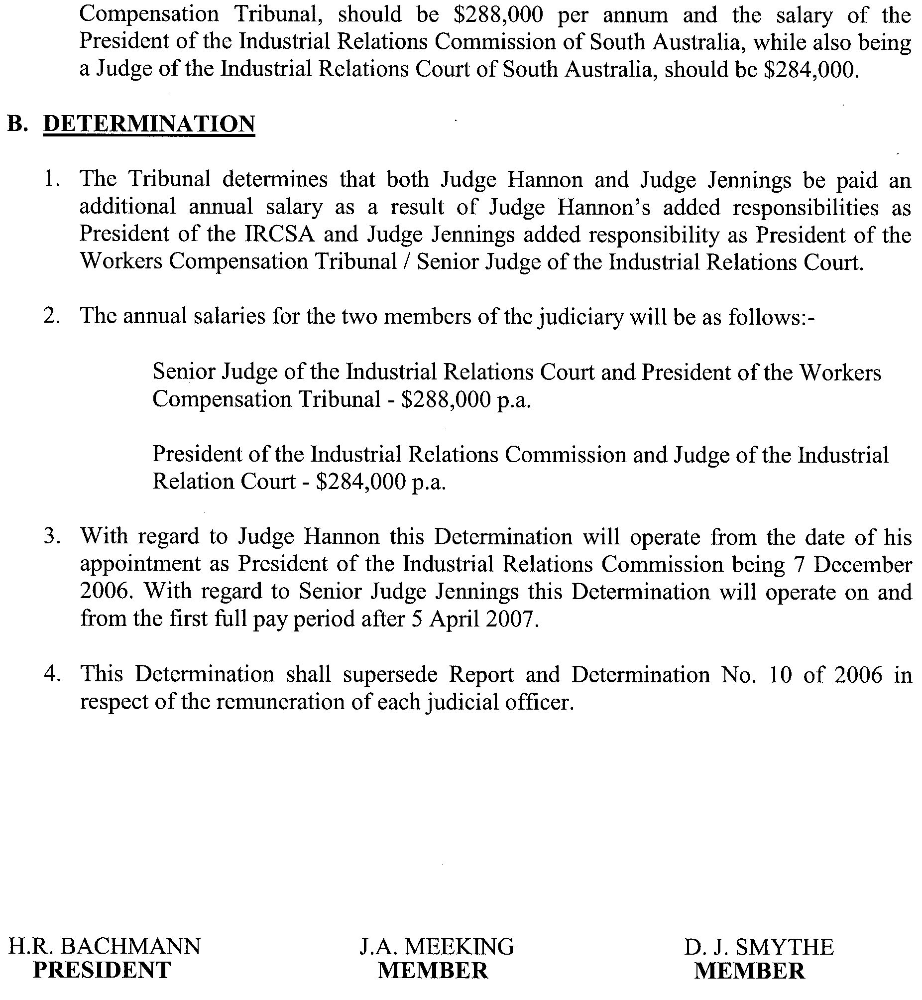 Compensation Tribunal, should be $288,000 per annum and the salary of the
President of the Industrial Relations Commission of South Australia, while also being
a Judge of the Industrial Relations Court of South Australia, should be $284,000.
B. DETERMINATION
1. The Tribunal determines that both Judge Hannon and Judge Jennings be paid an
additional annual salary as a result of Judge Hannon's added responsibilities as
President of the IRCSA and Judge Jennings added responsibility as President of the
Workers Compensation Tribunal / Senior Judge of the Industrial Relations Court.
2. The annual salaries for the two members of the judiciary will be as follows:-
Senior Judge of the Industrial Relations Court and President of the Workers
Compensation Tribunal - $288,000 p.a.
President of the Industrial Relations Commission and Judge of the Industrial
Relation Court - $284,000 p.a.
3. With regard to Judge Hannon this Determination will operate from the date of his
appointment as President of the Industrial Relations Commission being 7 December
2006. With regard to Senior Judge Jennings this Determination will operate on and
from the first full pay period after 5 April 2007.
4. This Determination shall supersede Report and Determination No. 10 of 2006 in
respect of the remuneration of each judicial officer.
H.R. BACHMANN J.A. MEEKING D. J. SMYTHE
PRESIDENT MEMBER MEMBER